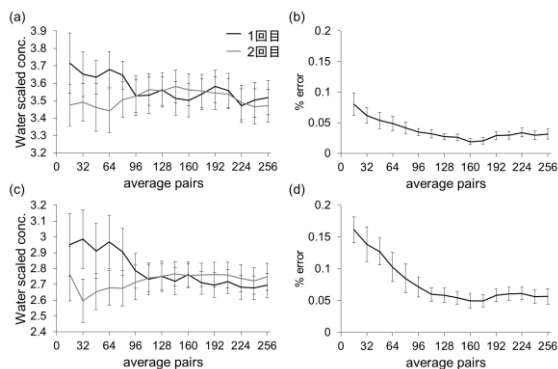 (a)
3.9
3.8
3.7
3.6
3.5
3.4
3.3
3.2
Water scaled conc.
0 32 64 96 128 160 192 224 256
average pairs
1回目
2回目
(b)
0.2
0.15
0.1
0.05
0
% error
0 32 64 96 128 160 192 224 256
average pairs
(c)
3.2
3.1
3
2.9
2.8
2.7
2.6
2.5
2.4
Water scaled conc.
0 32 64 96 128 160 192 224 256
average pairs
(d)
0.2
0.15
0.1
0.05
0
% error
0 32 64 96 128 160 192 224 256
average pairs